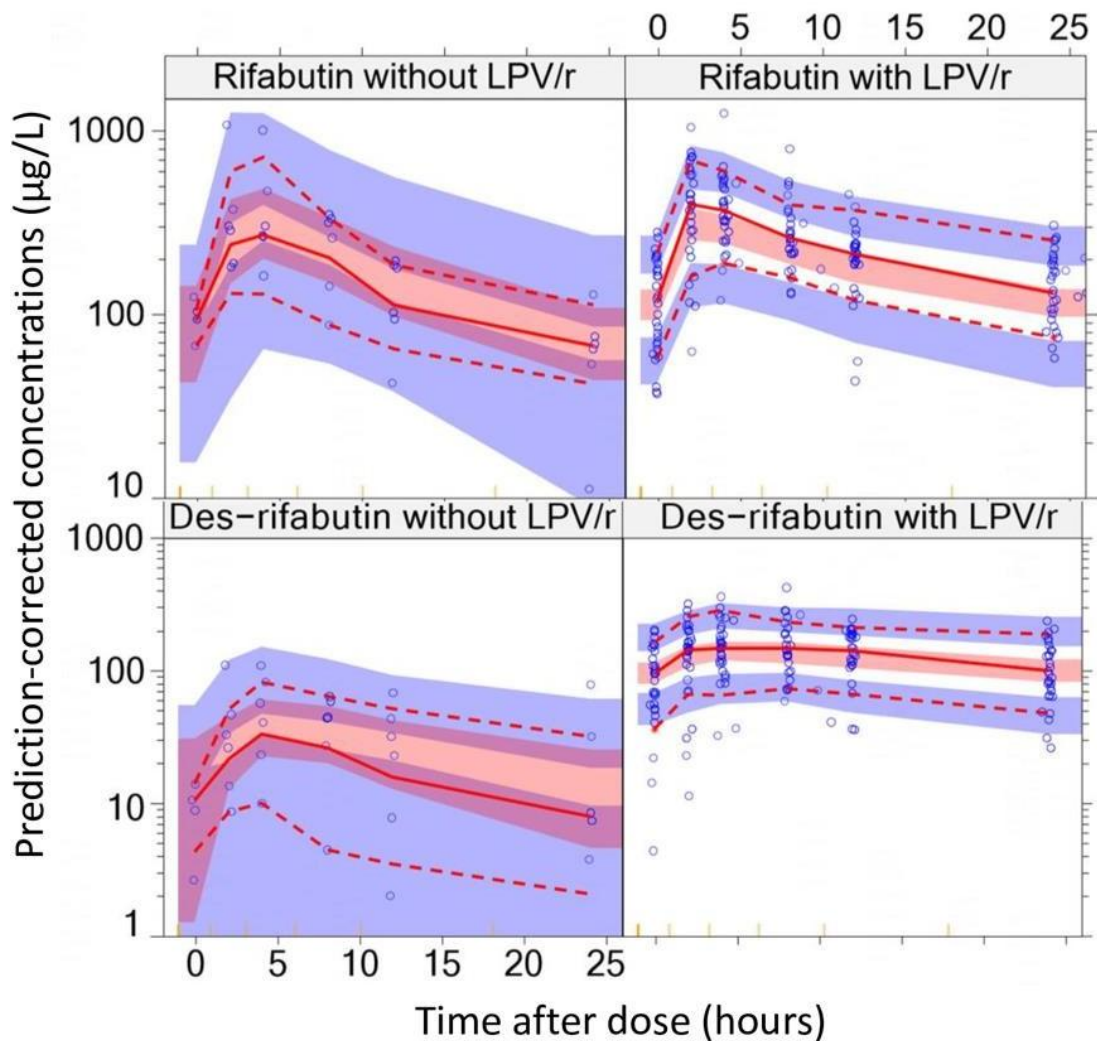 0 5 10 15 20 25
Rifabutin without LPV/r
Rifabutin with LPV/r
1000
100
10
Des−rifabutin without LPV/r
Des−rifabutin with LPV/r
1000
100
10
1
0 5 10 15 20 25
Prediction-corrected concentrations (µg/L)
Time after dose (hours)